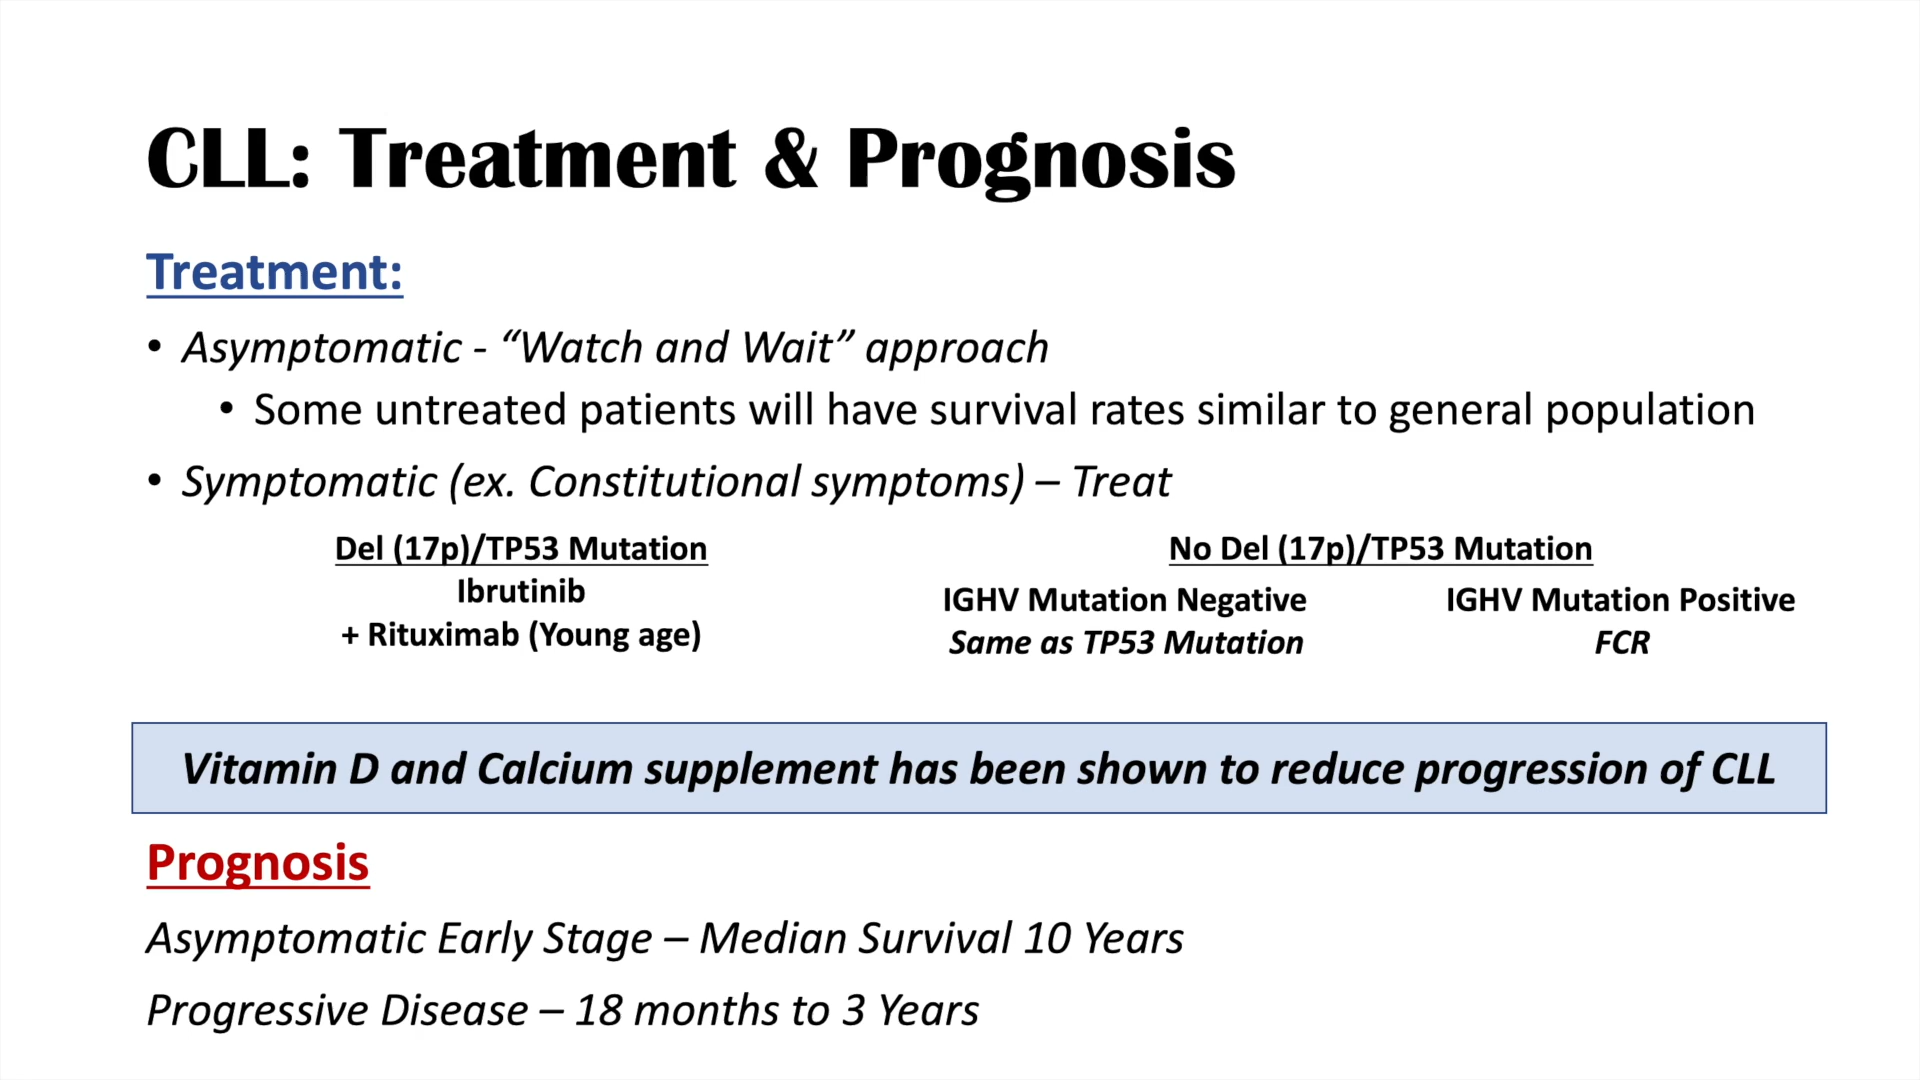 CLL: Treatment & Prognosis
Treatment:
• Asymptomatic - “Watch and Wait” approach
• Some untreated patients will have survival rates similar to general population
• Symptomatic (ex. Constitutional symptoms) – Treat
Del (17p)/TP53 Mutation
Ibrutinib
+ Rituximab (Young age)
No Del (17p)/TP53 Mutation
IGHV Mutation Negative
Same as TP53 Mutation
IGHV Mutation Positive
FCR
Vitamin D and Calcium supplement has been shown to reduce progression of CLL
Prognosis
Asymptomatic Early Stage – Median Survival 10 Years
Progressive Disease – 18 months to 3 Years